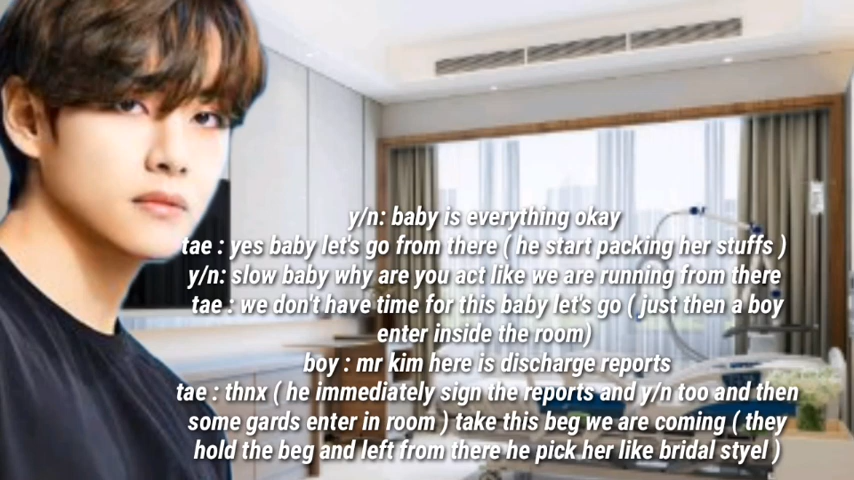 y/n: baby is everything okay
tae : yes baby let's go from there ( he start packing her stuffs )
y/n: slow baby why are you act like we are running from there
tae : we don't have time for this baby let's go ( just then a boy
enter inside the room)
boy : mr kim here is discharge reports
tae : thnx ( he immediately sign the reports and y/n too and then
some gards enter in room ) take this beg we are coming ( they
hold the beg and left from there he pick her like bridal styel )